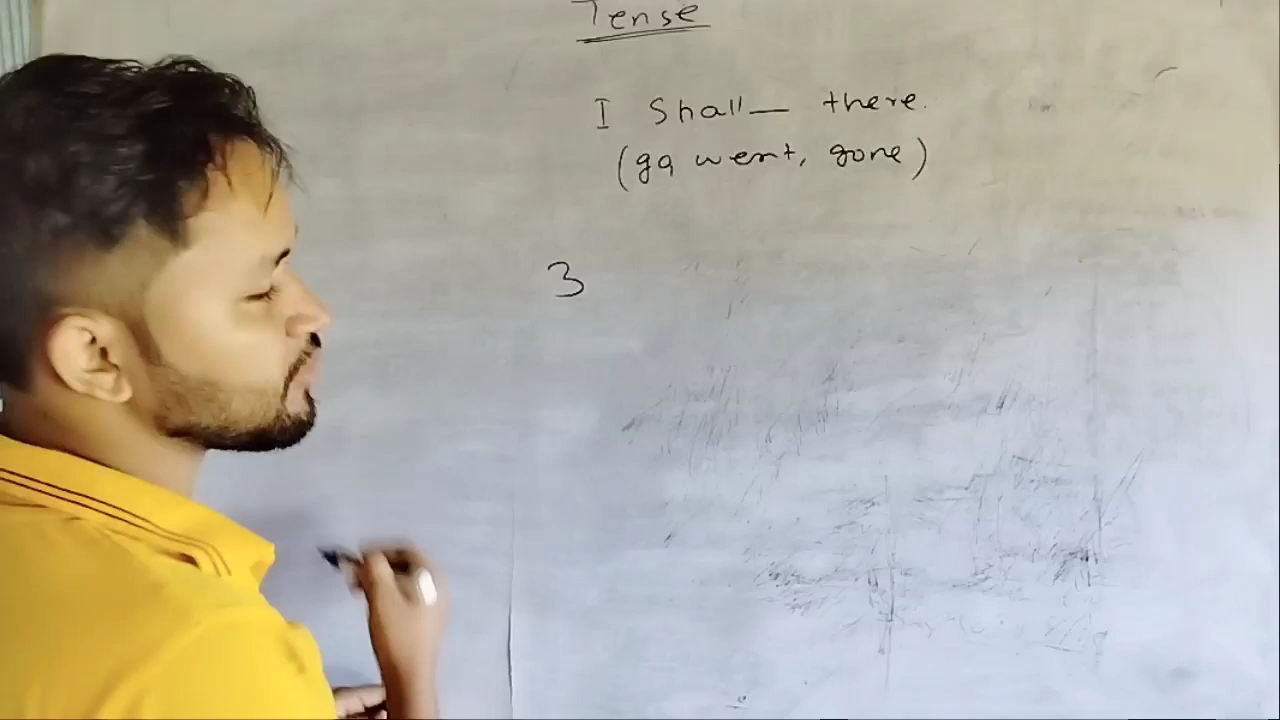 Tense
I Shall — there.
(go, went, gone)
3